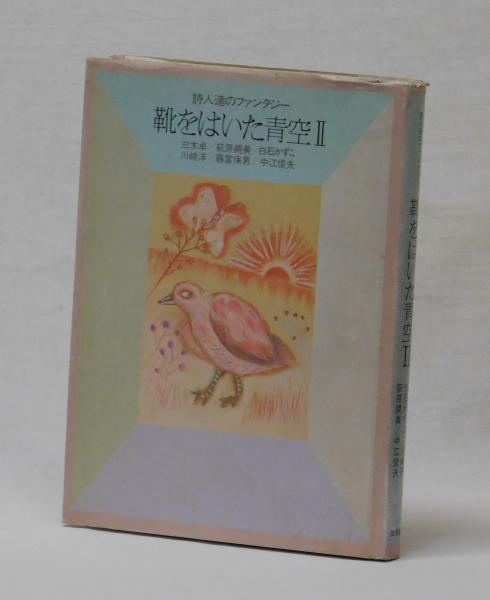 詩人達のファンタジー
靴をはいた青空Ⅱ
三木卓／萩原朔美／白石かずこ
川崎洋／藤富保男／中江俊夫
靴をはいた青空Ⅱ
萩原朔美／中江俊夫